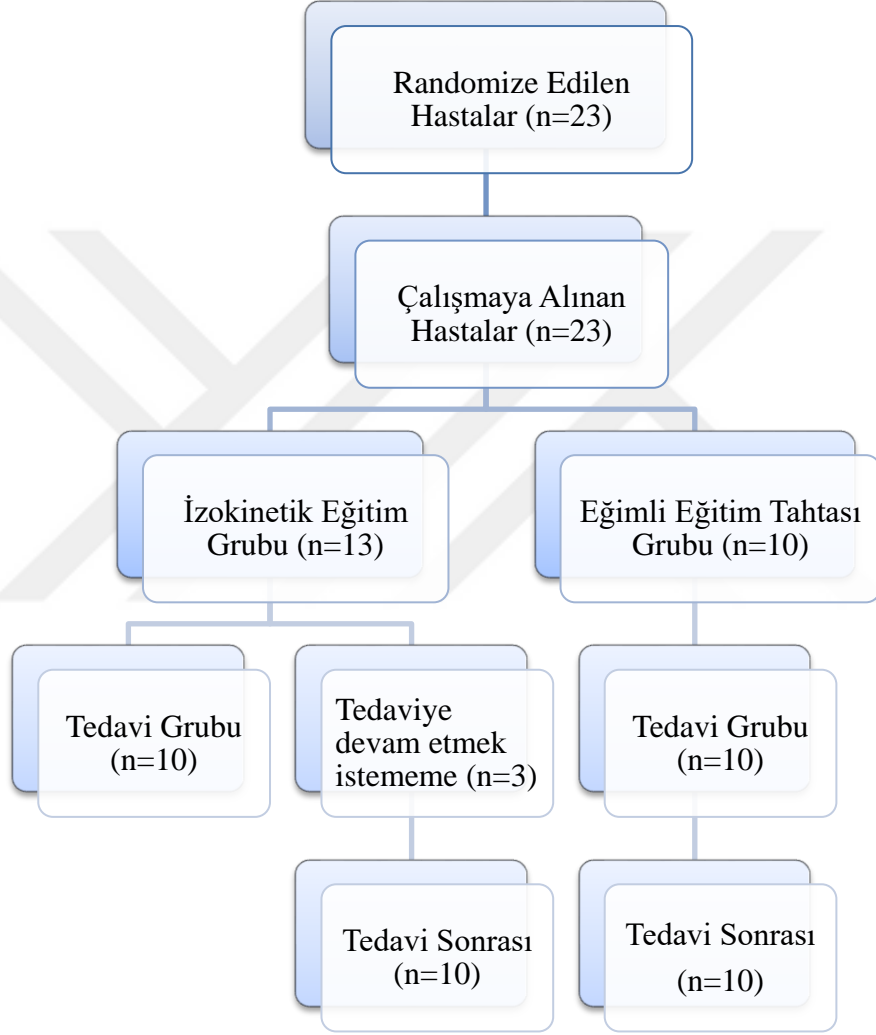 Randomize Edilen
Hastalar (n=23)
Çalışmaya Alınan
Hastalar (n=23)
İzokinetik Eğitim
Grubu (n=13)
Eğimli Eğitim Tahtası
Grubu (n=10)
Tedavi Grubu
(n=10)
Tedaviye
devam etmek
istememe (n=3)
Tedavi Grubu
(n=10)
Tedavi Sonrası
(n=10)
Tedavi Sonrası
(n=10)